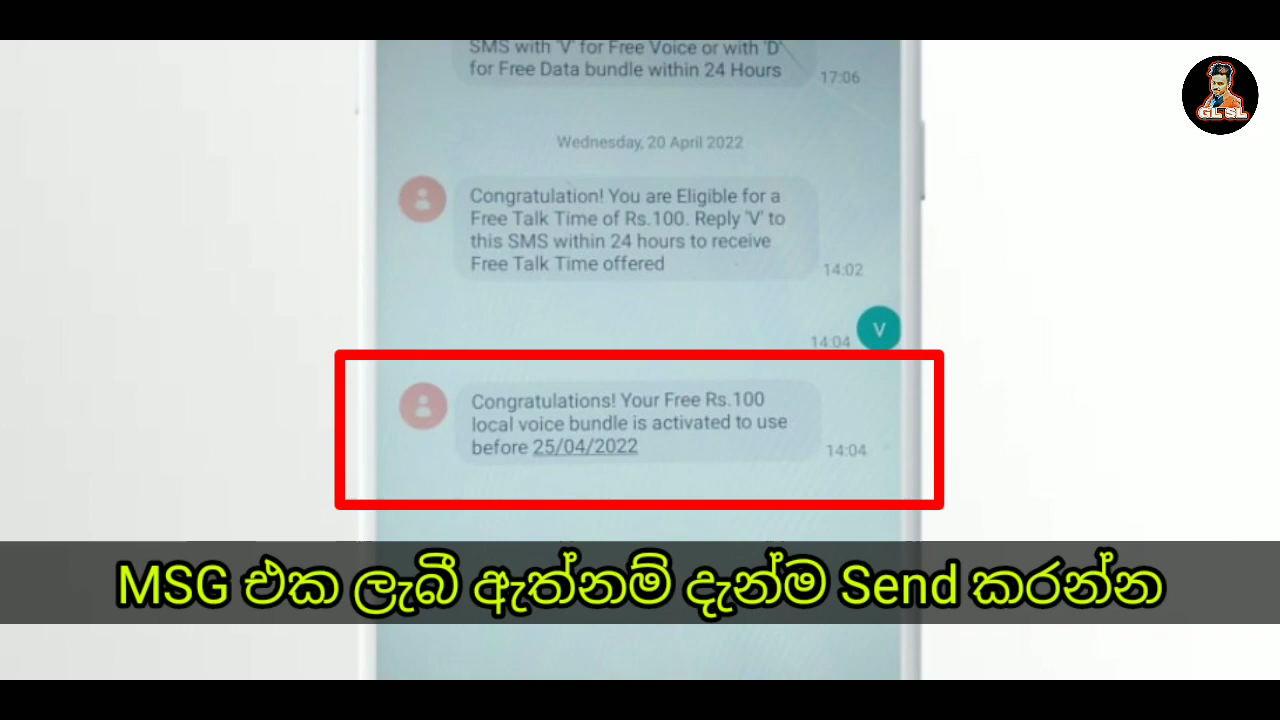 SMS with 'V' for Free Voice or with 'D'
for Free Data bundle within 24 Hours
17:06
Wednesday, 20 April 2022
Congratulation! You are Eligible for a
Free Talk Time of Rs.100. Reply 'V' to
this SMS within 24 hours to receive
Free Talk Time offered
14:02
V
14:04
Congratulations! Your Free Rs.100
local voice bundle is activated to use
before 25/04/2022
14:04
MSG එක ලැබී ඇත්නම් දැන්ම Send කරන්න
GL SL